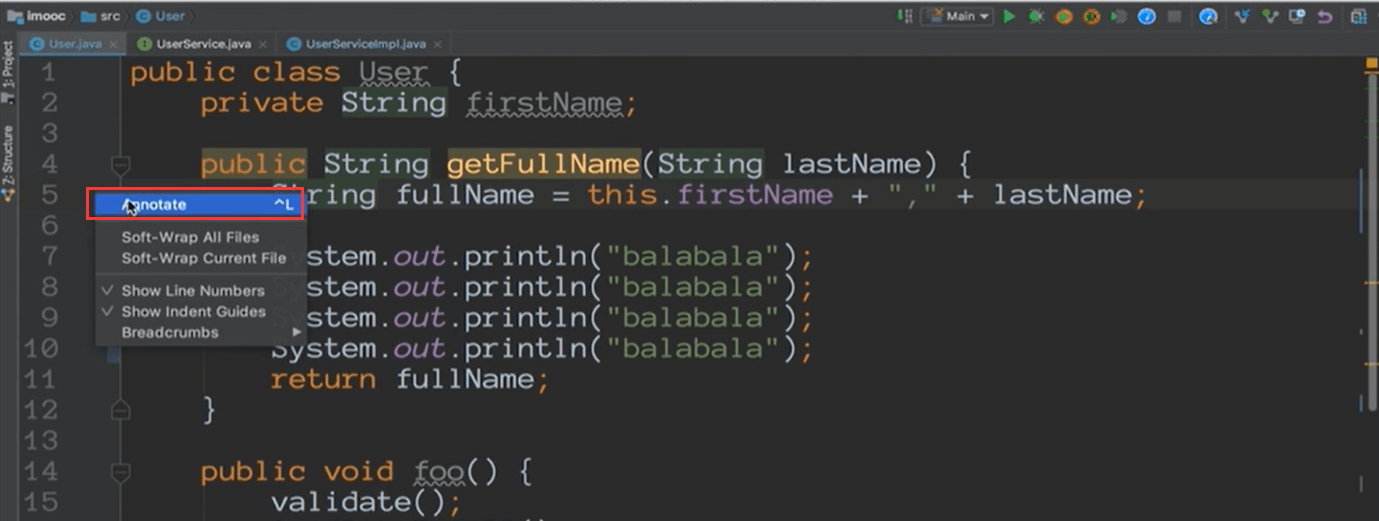 imooc src User Main
User.java UserService.java UserServiceImpl.java
1: Project
Z: Structure
1 public class User {
2 private String firstName;
3
4 public String getFullName(String lastName) {
5 String fullName = this.firstName + "," + lastName;
Annotate ^L
6
Soft-Wrap All Files
7 System.out.println("balabala");
Soft-Wrap Current File
8 System.out.println("balabala");
Show Line Numbers
9 System.out.println("balabala");
Show Indent Guides
Breadcrumbs
10 System.out.println("balabala");
11 return fullName;
12 }
13
14 public void foo() {
15 validate();